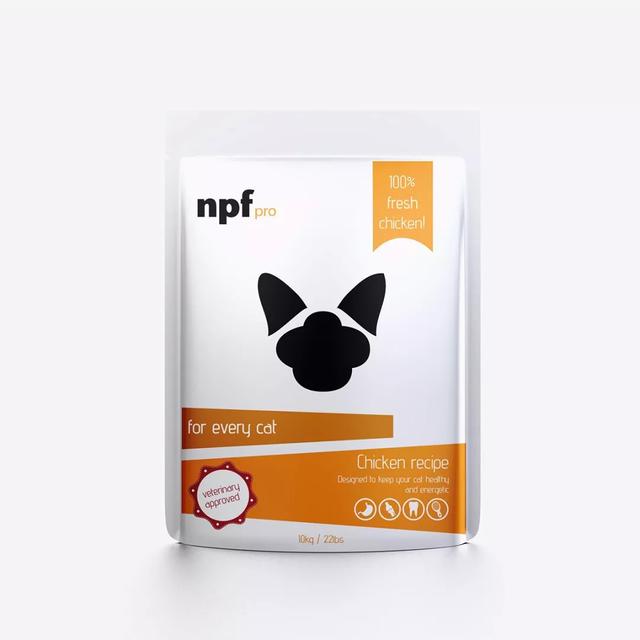 npf pro
100%
fresh
chicken!
for every cat
Chicken recipe
Designed to keep your cat healthy
and energetic
veterinary
approved
10kg / 22lbs